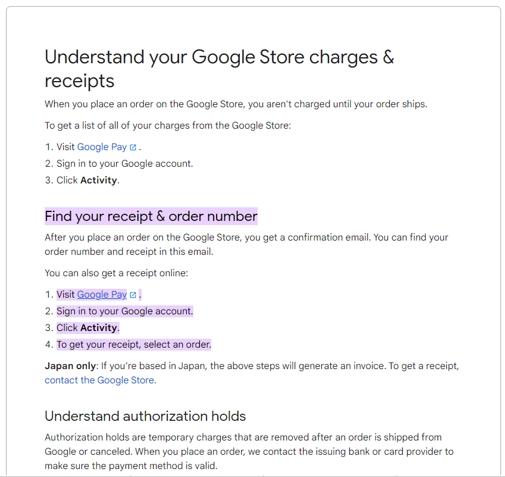 Understand your Google Store charges &
receipts
When you place an order on the Google Store, you aren't charged until your order ships.
To get a list of all of your charges from the Google Store:
1. Visit Google Pay .
2. Sign in to your Google account.
3. Click Activity.
Find your receipt & order number
After you place an order on the Google Store, you get a confirmation email. You can find your
order number and receipt in this email.
You can also get a receipt online:
1. Visit Google Pay .
2. Sign in to your Google account.
3. Click Activity.
4. To get your receipt, select an order.
Japan only: If you're based in Japan, the above steps will generate an invoice. To get a receipt,
contact the Google Store.
Understand authorization holds
Authorization holds are temporary charges that are removed after an order is shipped from
Google or canceled. When you place an order, we contact the issuing bank or card provider to
make sure the payment method is valid.